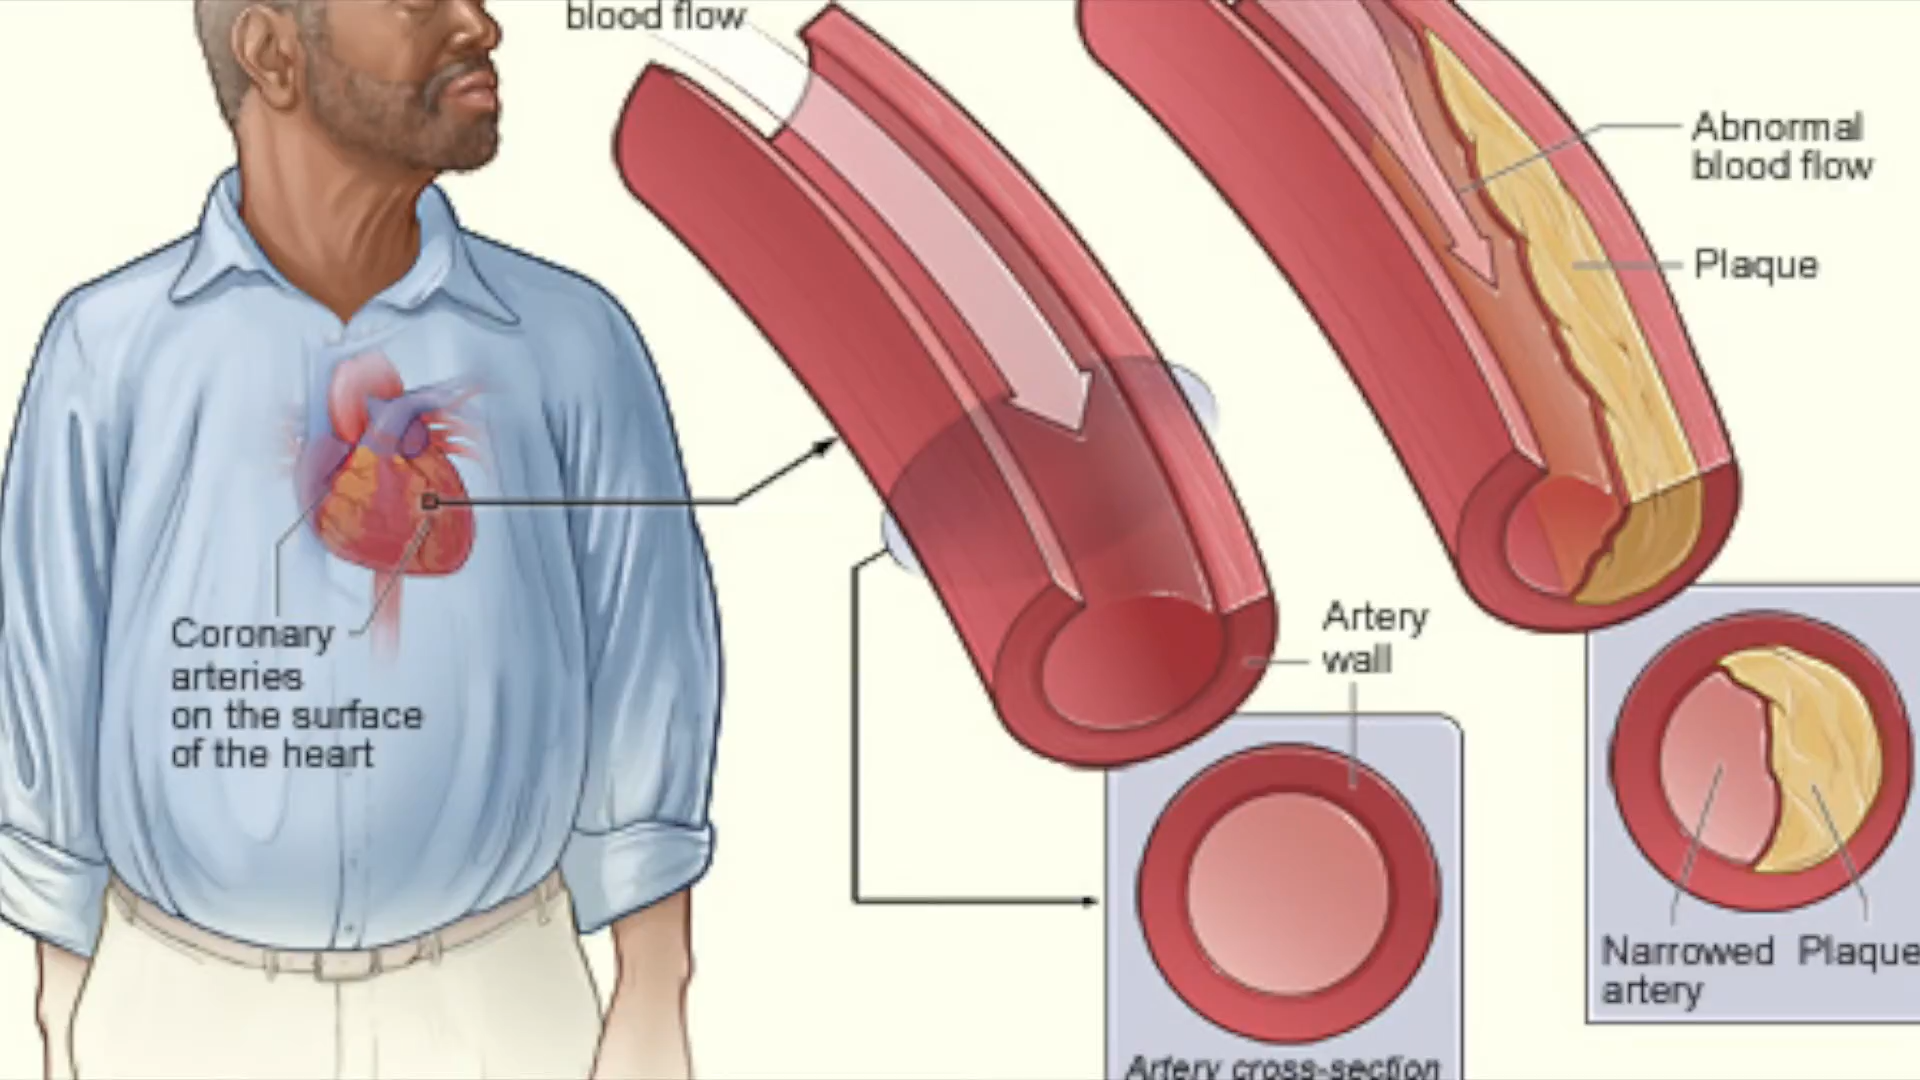 blood flow
Abnormal
blood flow
Plaque
Coronary
arteries
on the surface
of the heart
Artery
wall
Narrowed
artery
Plaque
Artery cross-section